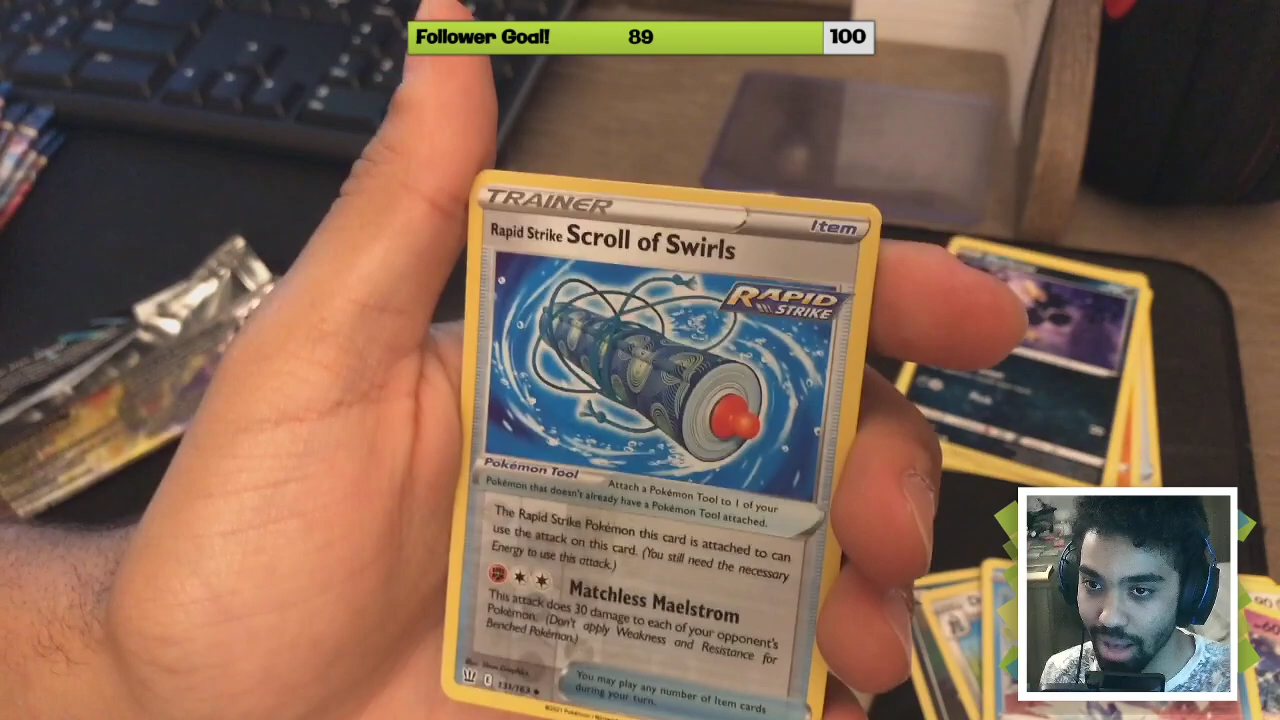 Follower Goal! 89 100
TRAINER
Item
Rapid Strike Scroll of Swirls
RAPID
STRIKE
Pokémon Tool
Attach a Pokémon Tool to 1 of your
Pokémon that doesn't already have a Pokémon Tool attached.
The Rapid Strike Pokémon this card is attached to can
use the attack on this card. (You still need the necessary
Energy to use this attack.)
Matchless Maelstrom
This attack does 30 damage to each of your opponent's
Pokémon. (Don't apply Weakness and Resistance for
Benched Pokémon.)
You may play any number of Item cards
during your turn.
131/163